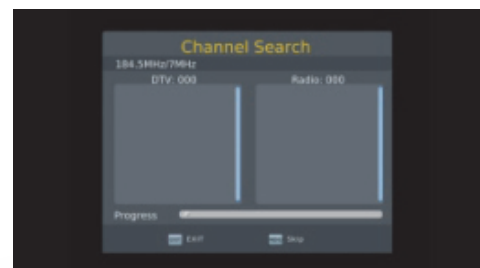 Channel Search
184.5MHz/7MHz
DTV: 000 Radio: 000
Progress
EXIT Skip